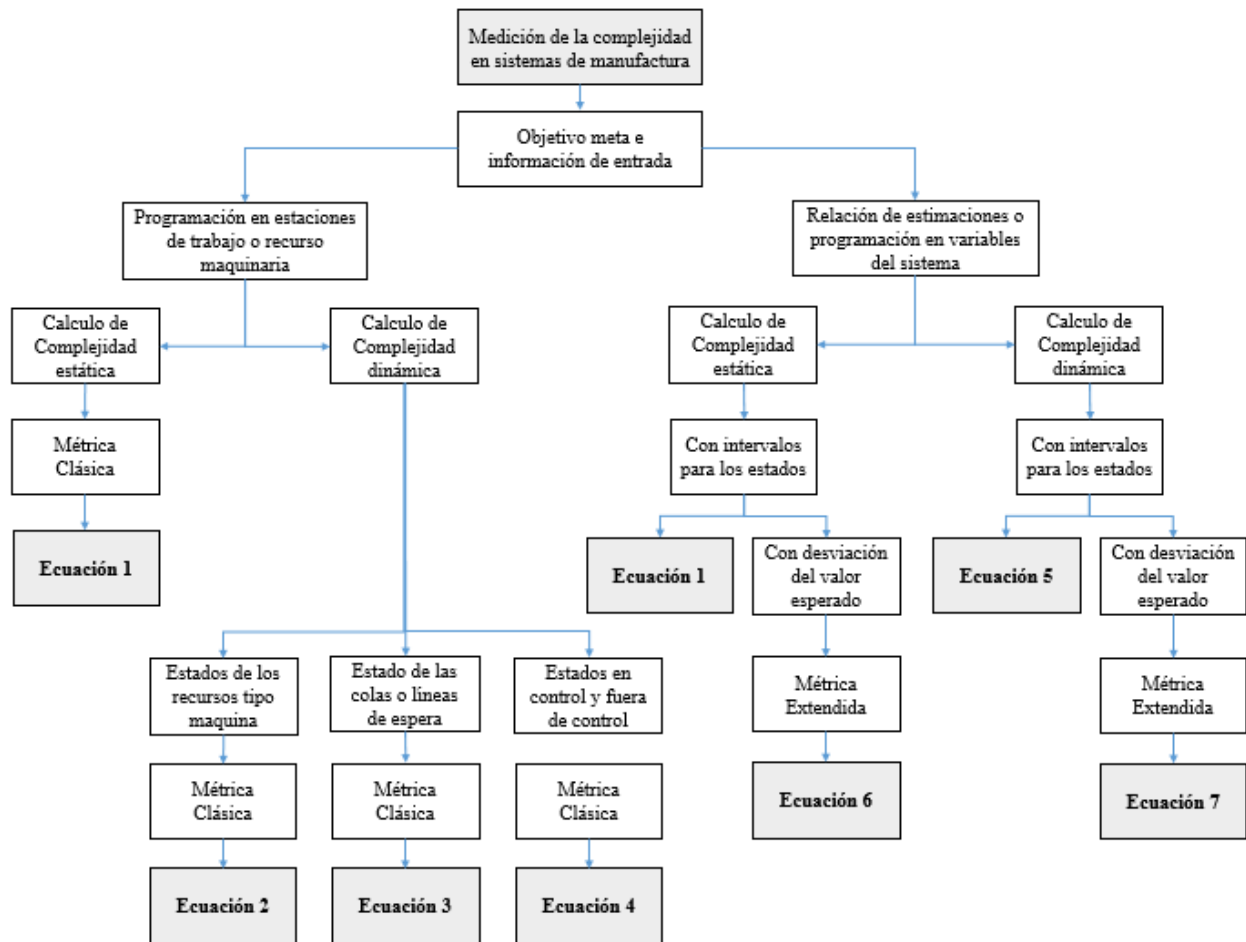 Medición de la complejidad
en sistemas de manufactura
Objetivo meta e
información de entrada
Programación en estaciones
de trabajo o recurso
maquinaria
Relación de estimaciones o
programación en variables
del sistema
Calculo de
Complejidad
estática
Calculo de
Complejidad
dinámica
Calculo de
Complejidad
estática
Calculo de
Complejidad
dinámica
Métrica
Clásica
Con intervalos
para los estados
Con intervalos
para los estados
Ecuación 1
Ecuación 1
Con desviación
del valor
esperado
Ecuación 5
Con desviación
del valor
esperado
Estados de los
recursos tipo
maquina
Estado de las
colas o líneas
de espera
Estados en
control y fuera
de control
Métrica
Extendida
Métrica
Extendida
Métrica
Clásica
Métrica
Clásica
Métrica
Clásica
Ecuación 6
Ecuación 7
Ecuación 2
Ecuación 3
Ecuación 4